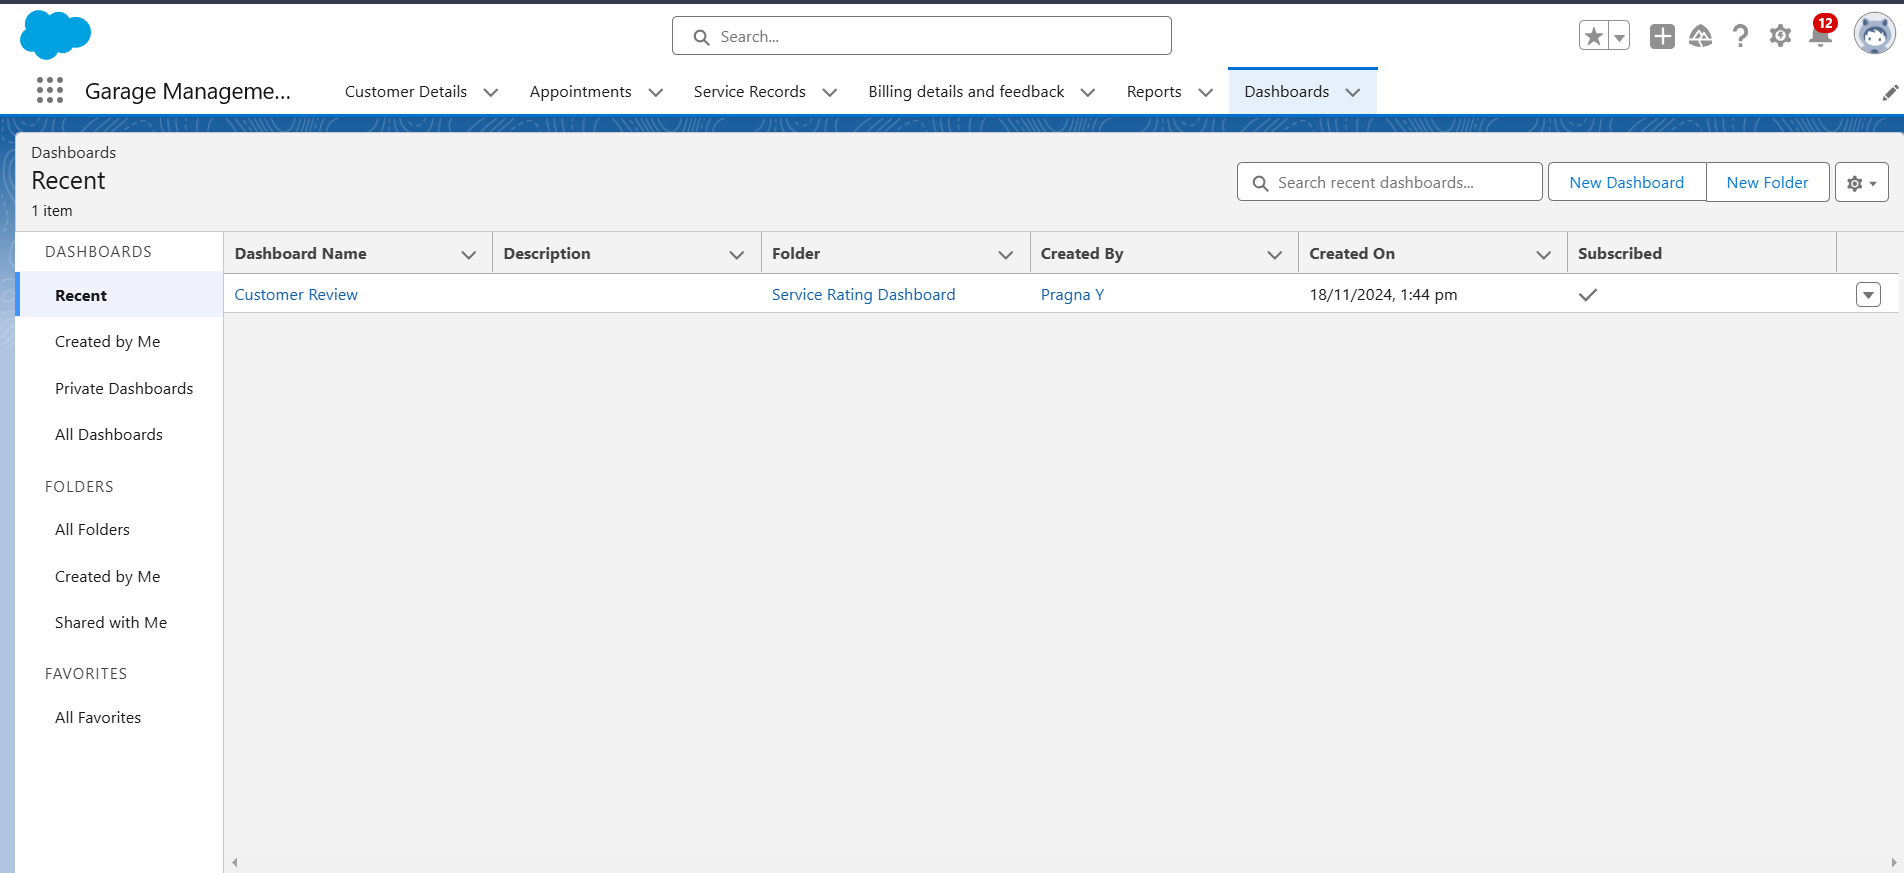 Search...
12
Garage Manageme...
Customer Details
Appointments
Service Records
Billing details and feedback
Reports
Dashboards
Dashboards
Recent
1 item
Search recent dashboards...
New Dashboard
New Folder
DASHBOARDS
Recent
Created by Me
Private Dashboards
All Dashboards
FOLDERS
All Folders
Created by Me
Shared with Me
FAVORITES
All Favorites
Dashboard Name Description Folder Created By Created On Subscribed
Customer Review Service Rating Dashboard Pragna Y 18/11/2024, 1:44 pm